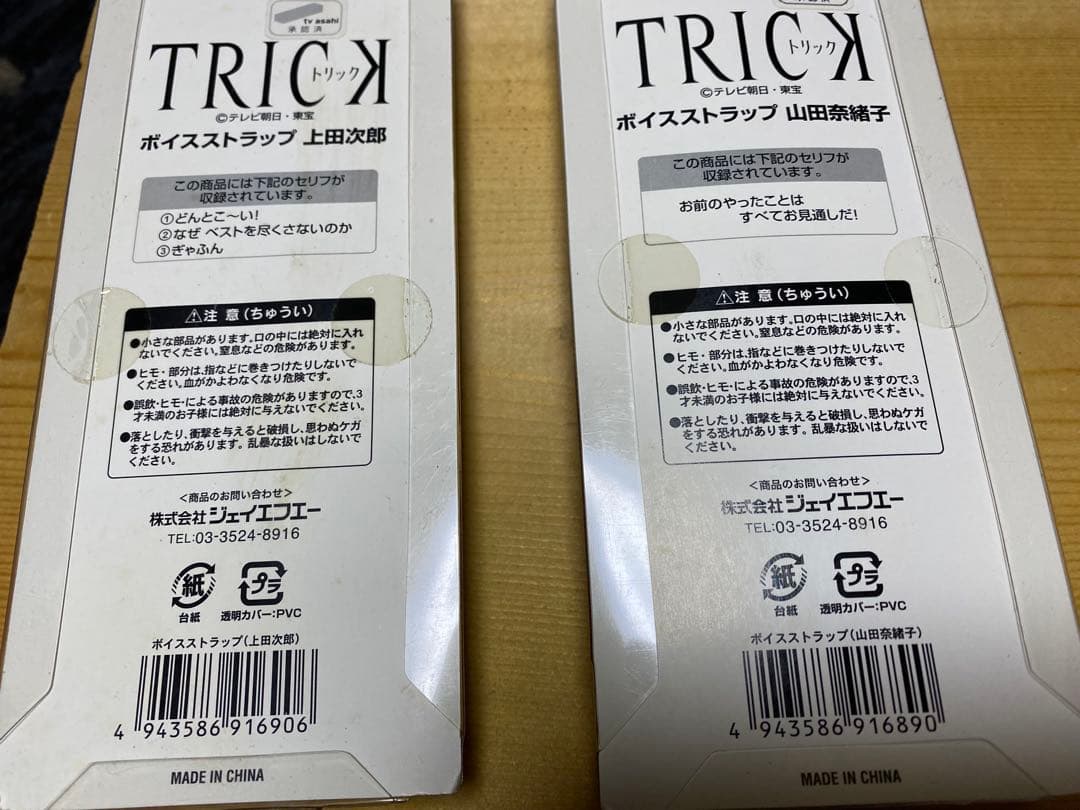 tv asahi
承認済
TRICK
トリック
©テレビ朝日・東宝
ボイスストラップ 上田次郎
この商品には下記のセリフが
収録されています。
①どんとこ〜い!
②なぜ ベストを尽くさないのか
③ぎゃふん
⚠注 意(ちゅうい)
●小さな部品があります。口の中には絶対に入れ
ないでください。窒息などの危険があります。
●ヒモ・部分は、指などに巻きつけたりしないで
ください。血がかよわなくなり危険です。
●誤飲・ヒモ・による事故の危険がありますので、3
才未満のお子様には絶対に与えないでください。
●落としたり、衝撃を与えると破損し、思わぬケガ
をする恐れがあります。乱暴な扱いはしないで
ください。
<商品のお問い合わせ>
株式会社 ジェイエフエー
TEL:03-3524-8916
紙
プラ
台紙
透明カバー:PVC
ボイスストラップ(上田次郎)
4 943586 916906
MADE IN CHINA
承認済
TRICK
トリック
©テレビ朝日・東宝
ボイスストラップ 山田奈緒子
この商品には下記のセリフが
収録されています。
お前のやったことは
すべてお見通しだ!
⚠注 意(ちゅうい)
●小さな部品があります。口の中には絶対に入れ
ないでください。窒息などの危険があります。
●ヒモ・部分は、指などに巻きつけたりしないで
ください。血がかよわなくなり危険です。
●誤飲・ヒモ・による事故の危険がありますので、3
才未満のお子様には絶対に与えないでください。
●落としたり、衝撃を与えると破損し、思わぬケガ
をする恐れがあります。乱暴な扱いはしないで
ください。
<商品のお問い合わせ>
株式会社 ジェイエフエー
TEL:03-3524-8916
紙
プラ
台紙
透明カバー:PVC
ボイスストラップ(山田奈緒子)
4 943586 916890
MADE IN CHINA